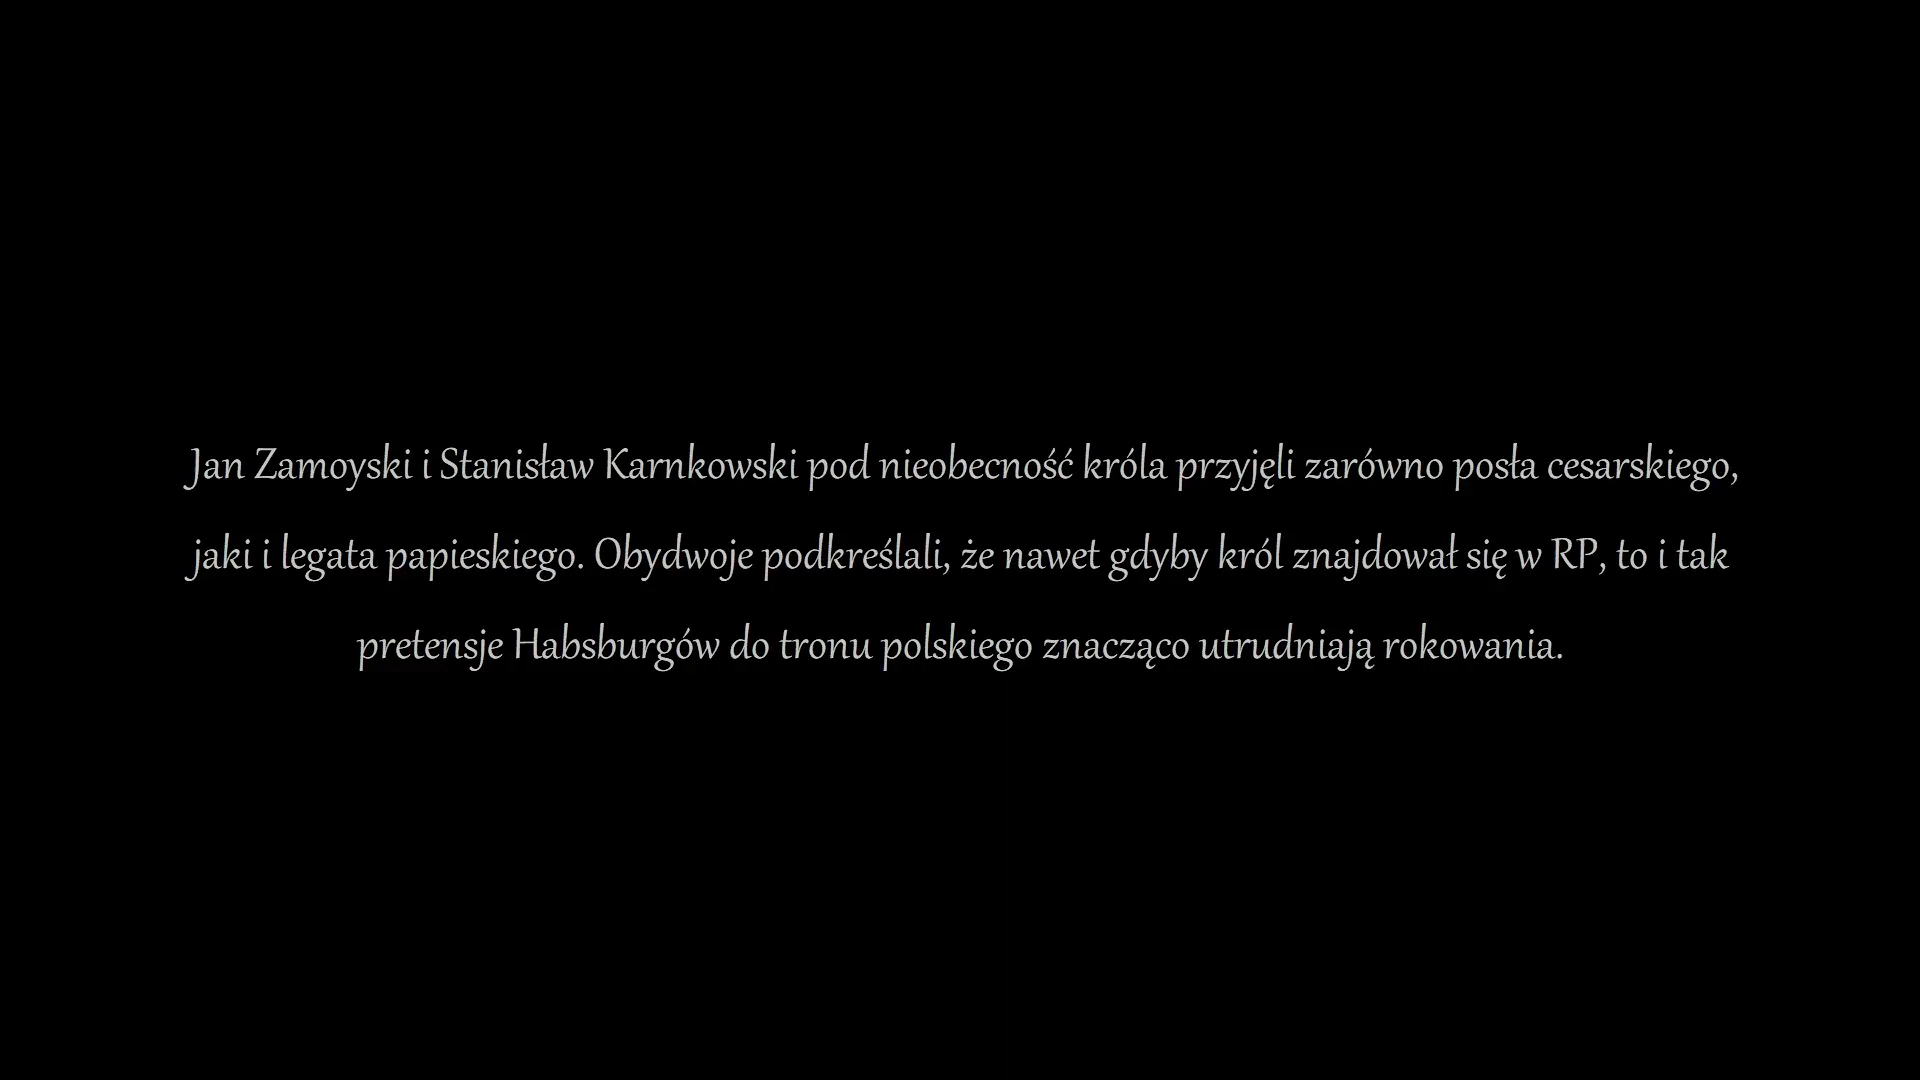 Jan Zamoyski i Stanisław Karnkowski pod nieobecność króla przyjęli zarówno posła cesarskiego,
jaki i legata papieskiego. Obydwoje podkreślali, że nawet gdyby król znajdował się w RP, to i tak
pretensje Habsburgów do tronu polskiego znacząco utrudniają rokowania.